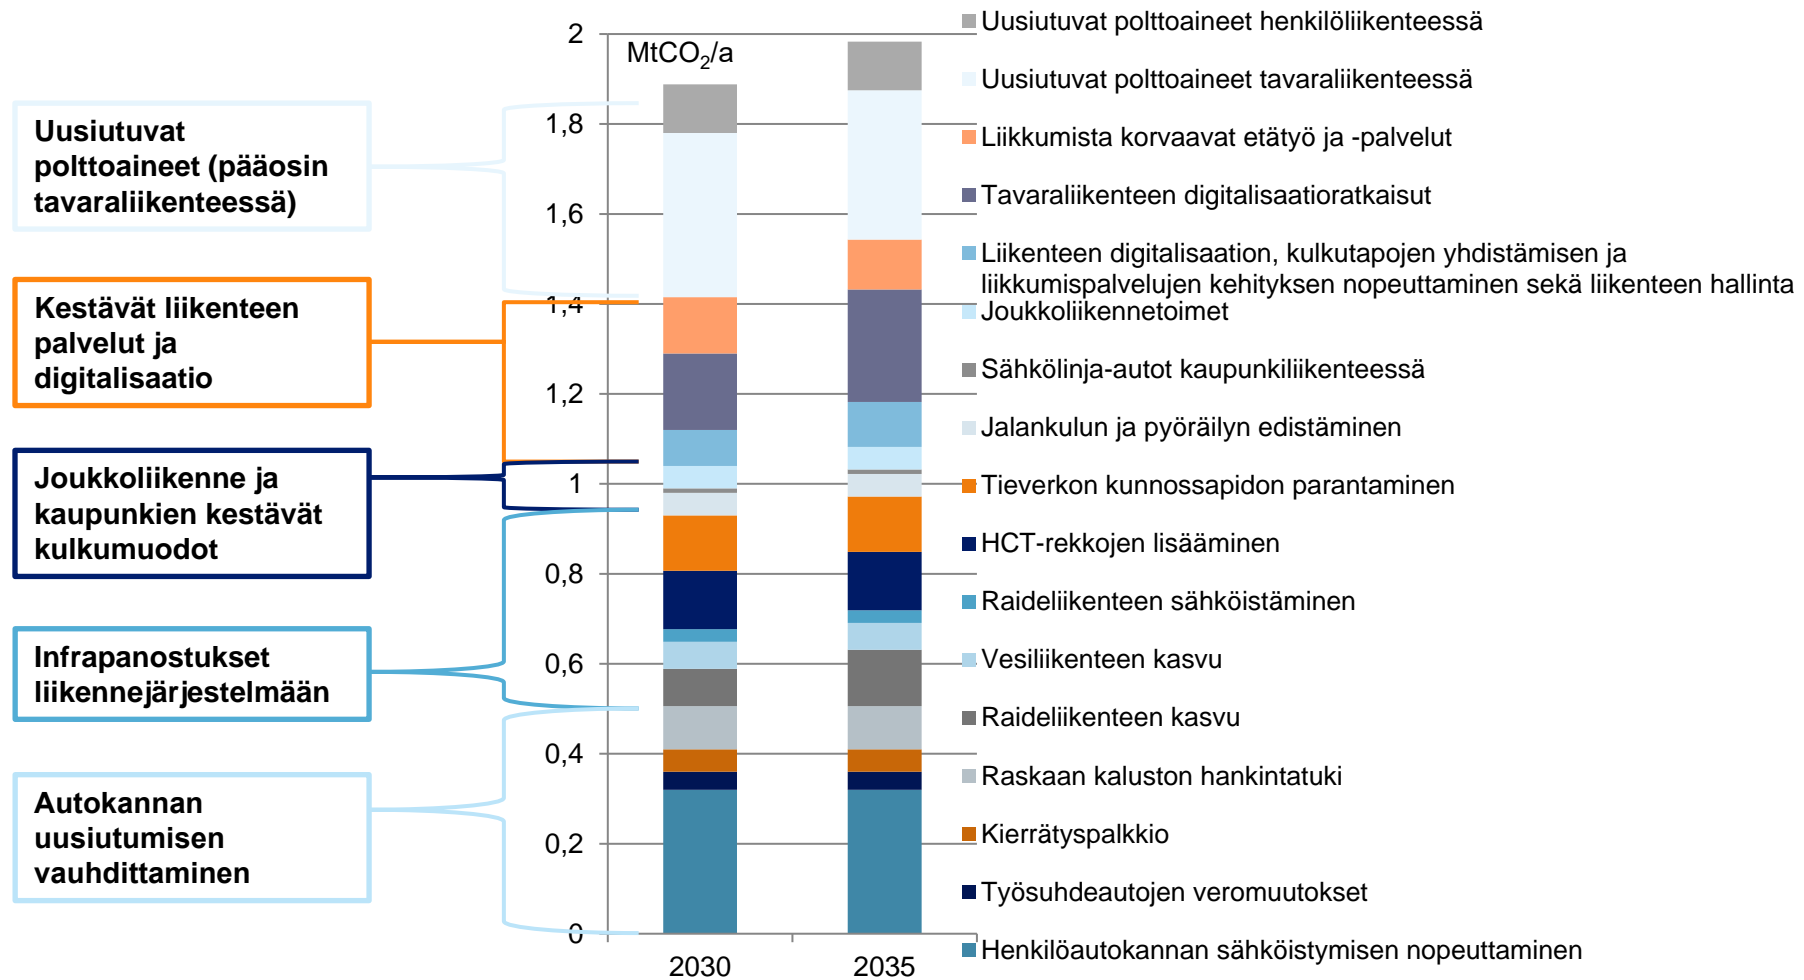 Uusiutuvat
polttoaineet (pääosin
tavaraliikenteessä)
Kestävät liikenteen
palvelut ja
digitalisaatio
Joukkoliikenne ja
kaupunkien kestävät
kulkumuodot
Infrapanostukset
liikennejärjestelmään
Autokannan
uusiutumisen
vauhdittaminen
MtCO₂/a
2
1,8
1,6
1,4
1,2
1
0,8
0,6
0,4
0,2
0
2030
2035
Uusiutuvat polttoaineet henkilöliikenteessä
Uusiutuvat polttoaineet tavaraliikenteessä
Liikkumista korvaavat etätyö ja -palvelut
Tavaraliikenteen digitalisaatioratkaisut
Liikenteen digitalisaation, kulkutapojen yhdistämisen ja
liikkumispalvelujen kehityksen nopeuttaminen sekä liikenteen hallinta
Joukkoliikennetoimet
Sähkölinja-autot kaupunkiliikenteessä
Jalankulun ja pyöräilyn edistäminen
Tieverkon kunnossapidon parantaminen
HCT-rekkojen lisääminen
Raideliikenteen sähköistäminen
Vesiliikenteen kasvu
Raideliikenteen kasvu
Raskaan kaluston hankintatuki
Kierrätyspalkkio
Työsuhdeautojen veromuutokset
Henkilöautokannan sähköistymisen nopeuttaminen